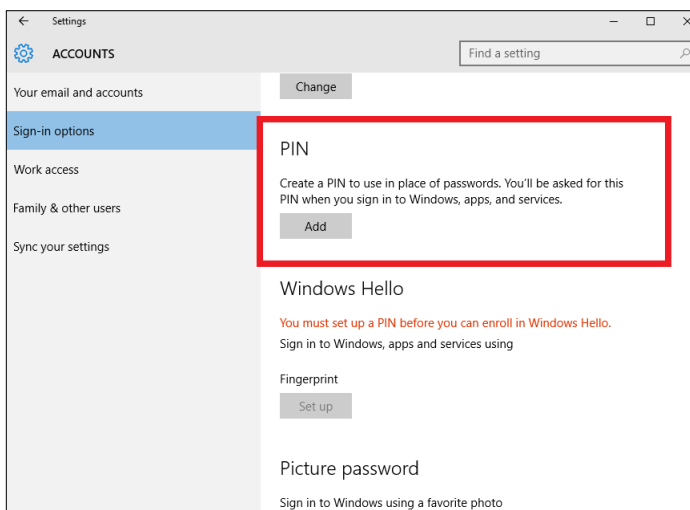 Settings
ACCOUNTS
Find a setting
Your email and accounts
Sign-in options
Work access
Family & other users
Sync your settings
Change
PIN
Create a PIN to use in place of passwords. You'll be asked for this
PIN when you sign in to Windows, apps, and services.
Add
Windows Hello
You must set up a PIN before you can enroll in Windows Hello.
Sign in to Windows, apps and services using
Fingerprint
Set up
Picture password
Sign in to Windows using a favorite photo